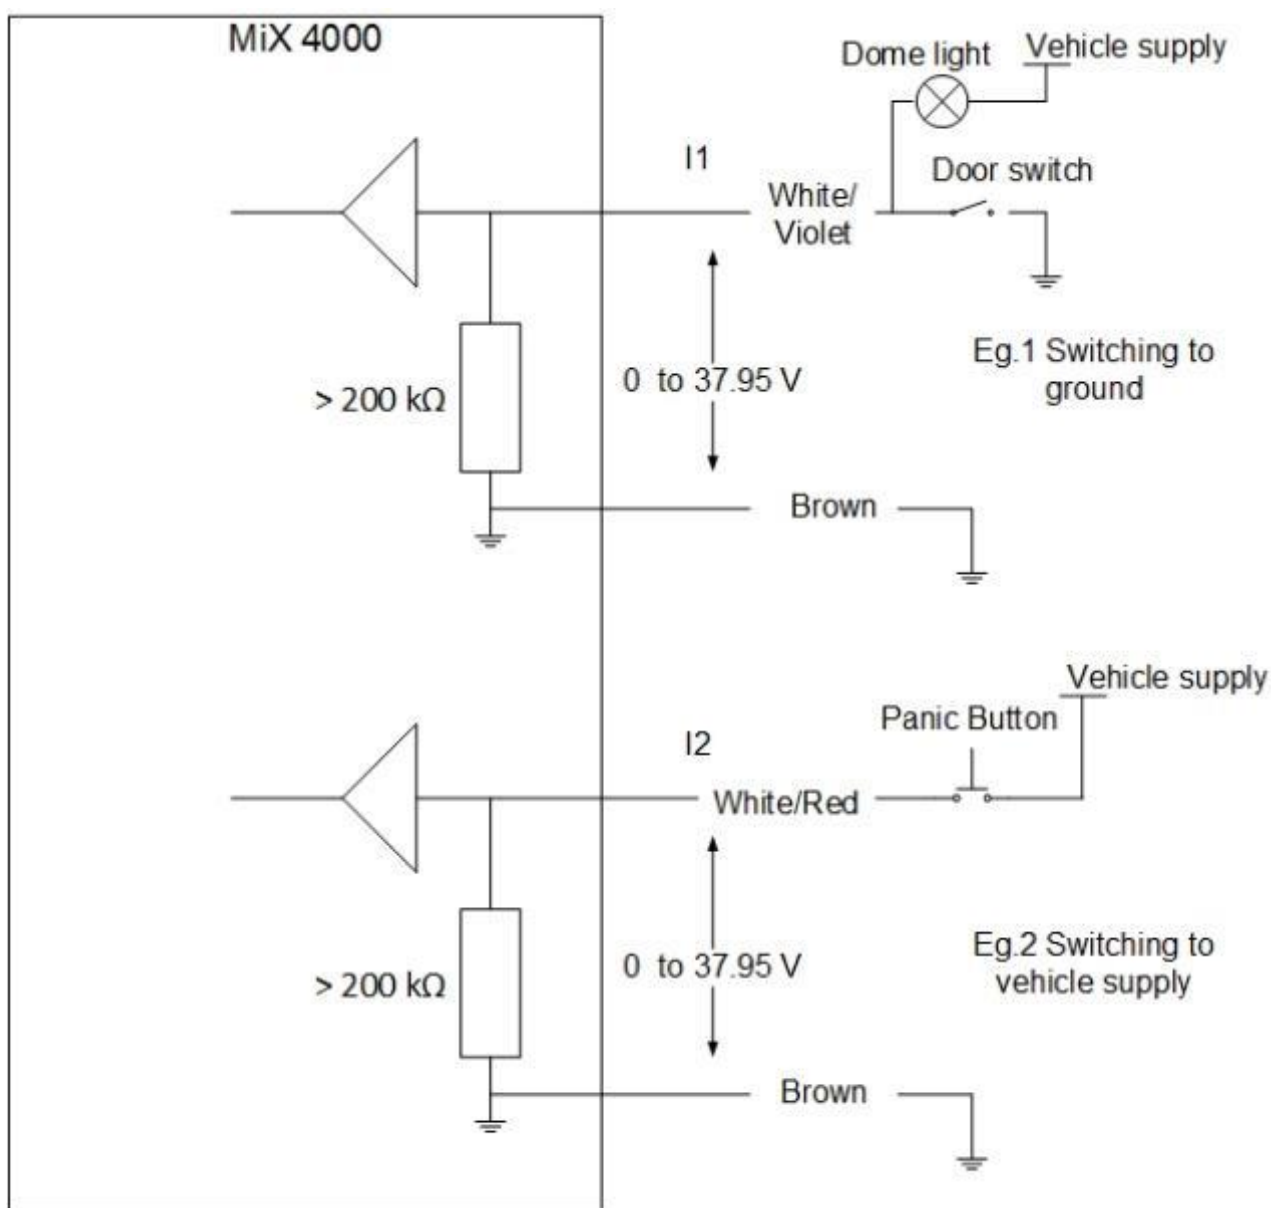 MiX 4000
Dome light
Vehicle supply
I1
White/
Violet
Door switch
> 200 kΩ
0 to 37.95 V
Eg.1 Switching to
ground
Brown
Vehicle supply
Panic Button
I2
White/Red
> 200 kΩ
0 to 37.95 V
Eg.2 Switching to
vehicle supply
Brown